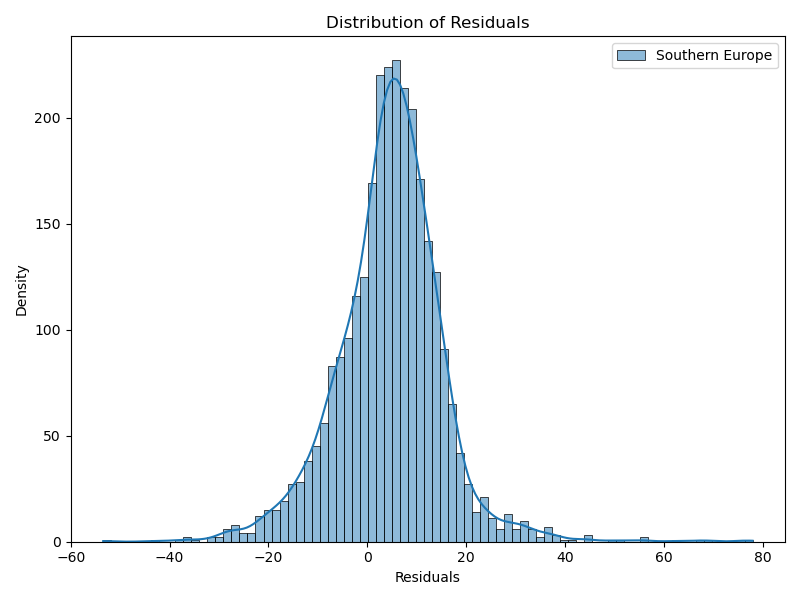 Distribution of Residuals
Southern Europe
200
150
100
50
0
Density
−60 −40 −20 0 20 40 60 80
Residuals